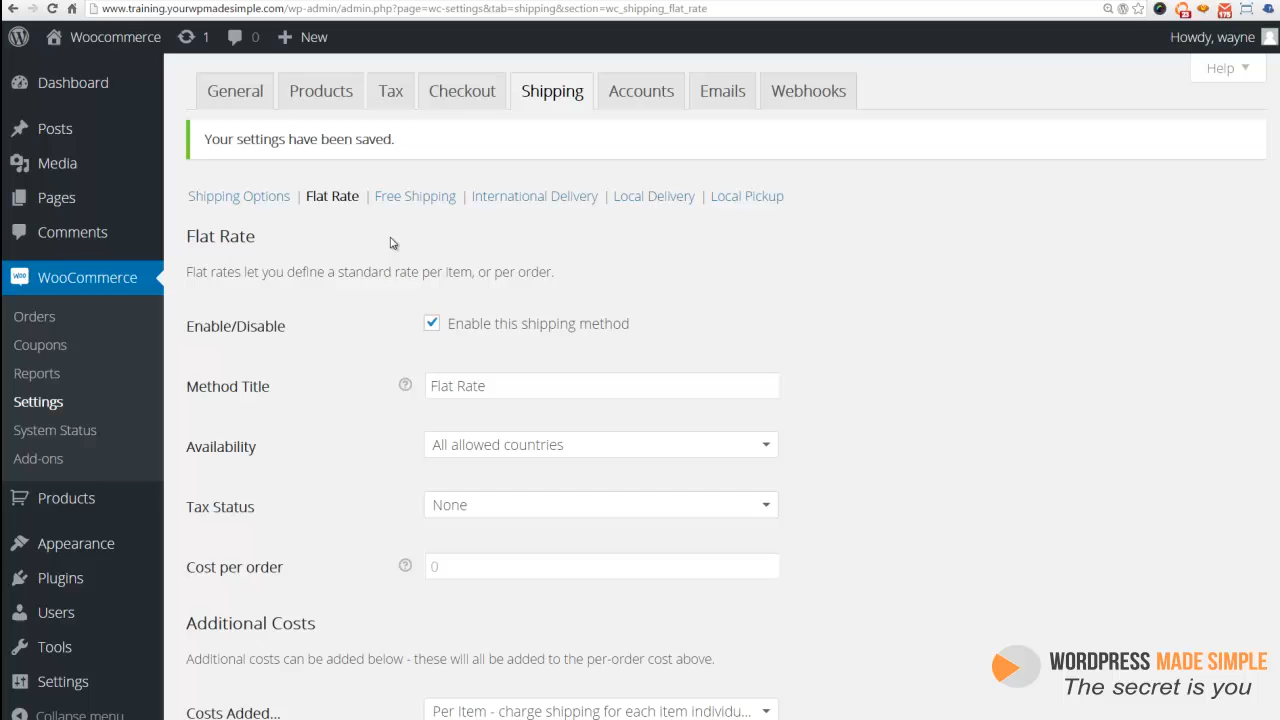 www.training.yourwpmadesimple.com/wp-admin/admin.php?page=wc-settings&tab=shipping&section=wc_shipping_flat_rate
23
175
Woocommerce
1
0
New
Howdy, wayne
Help
Dashboard
Posts
Media
Pages
Comments
WooCommerce
Orders
Coupons
Reports
Settings
System Status
Add-ons
Products
Appearance
Plugins
Users
Tools
Settings
Collapse menu
General
Products
Tax
Checkout
Shipping
Accounts
Emails
Webhooks
Your settings have been saved.
Shipping Options | Flat Rate | Free Shipping | International Delivery | Local Delivery | Local Pickup
Flat Rate
Flat rates let you define a standard rate per item, or per order.
Enable/Disable
Enable this shipping method
Method Title
Flat Rate
Availability
All allowed countries
Tax Status
None
Cost per order
0
Additional Costs
Additional costs can be added below - these will all be added to the per-order cost above.
Costs Added...
Per Item - charge shipping for each item individu...
WORDPRESS MADE SIMPLE
The secret is you